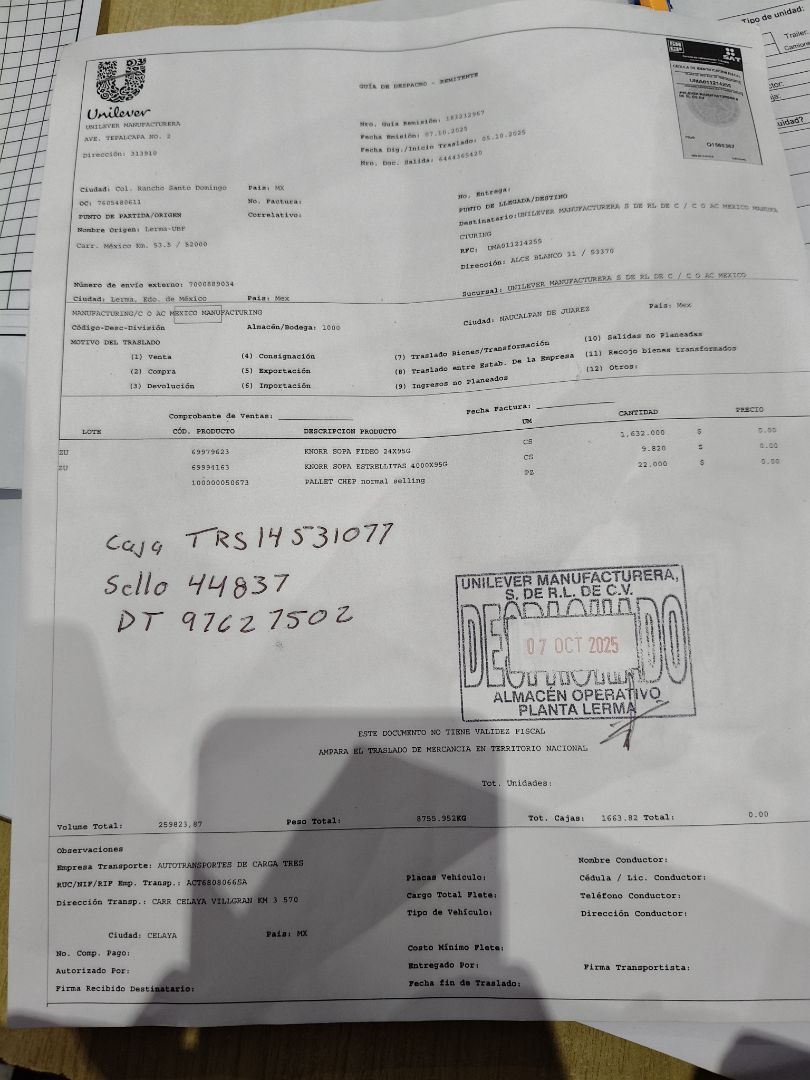 Tipo de unidad:
Trailer:
Unilever
UNILEVER MANUFACTURERA
AVE. TEPALCAPA NO. 2
Dirección: 313910
GUÍA DE DESPACHO - REMITENTE
Nro. Guía Remisión: 183232967
Fecha Emisión: 07.10.2025
Fecha Dig./Inicio Traslado: 05.10.2025
Nro. Doc. Salida: 6464365420
SAT
CÉDULA DE IDENTIFICACIÓN FISCAL
UMA011214255
Ciudad: Col. Rancho Santo Domingo País: MX
OC: 7605480611 No. Factura:
PUNTO DE PARTIDA/ORIGEN Correlativo:
Nombre Origen: Lerma-UBF
Carr. México Km. 53.5 / 52000
No. Entrega:
PUNTO DE LLEGADA/DESTINO
Destinatario:UNILEVER MANUFACTURERA S DE RL DE C / C O AC MEXICO MANUFA
CTURING
RFC: UMA011214255
Dirección: ALCE BLANCO 11 / 53370
Número de envío externo: 7000889034
Sucursal: UNILEVER MANUFACTURERA S DE RL DE C / C O AC MEXICO
Ciudad: Lerma, Edo. de México País: Mex
MANUFACTURING/C O AC MEXICO MANUFACTURING
Ciudad: NAUCALPAN DE JUAREZ País: Mex
Código-Desc-División Almacén/Bodega: 1000
MOTIVO DEL TRASLADO
(1) Venta (4) Consignación (7) Traslado Bienes/Transformación (10) Salidas no Planeadas
(2) Compra (5) Exportación (8) Traslado entre Estab. De la Empresa (11) Recojo bienes transformados
(3) Devolución (6) Importación (9) Ingresos no Planeados (12) Otros:
Comprobante de Ventas: Fecha Factura:
LOTE CÓD. PRODUCTO DESCRIPCION PRODUCTO UM CANTIDAD PRECIO
ZU 69979623 KNORR SOPA FIDEO 24X95G CS 1,632.000 $ 0.00
ZU 69994163 KNORR SOPA ESTRELLITAS 4000X95G CS 9.820 $ 0.00
100000050673 PALLET CHEP normal selling PE 22.000 $ 0.00
Caja TRS14531077
Sello 44837
DT 97627502
UNILEVER MANUFACTURERA,
S. DE R.L. DE C.V.
07 OCT 2025
ALMACÉN OPERATIVO
PLANTA LERMA
ESTE DOCUMENTO NO TIENE VALIDEZ FISCAL
AMPARA EL TRASLADO DE MERCANCIA EN TERRITORIO NACIONAL
Tot. Unidades:
Volume Total: 259823,87 Peso Total: 8755.952KG Tot. Cajas: 1663.82 Total: 0.00
Observaciones
Empresa Transporte: AUTOTRANSPORTES DE CARGA TRES
RUC/NIF/RIF Emp. Transp.: ACT6808066SA
Dirección Transp.: CARR CELAYA VILLGRAN KM 3 570
Ciudad: CELAYA País: MX
No. Comp. Pago:
Autorizado Por:
Firma Recibido Destinatario:
Placas Vehículo:
Cargo Total Flete:
Tipo de Vehículo:
Costo Mínimo Flete:
Entregado Por:
Fecha fin de Traslado:
Nombre Conductor:
Cédula / Lic. Conductor:
Teléfono Conductor:
Dirección Conductor:
Firma Transportista: